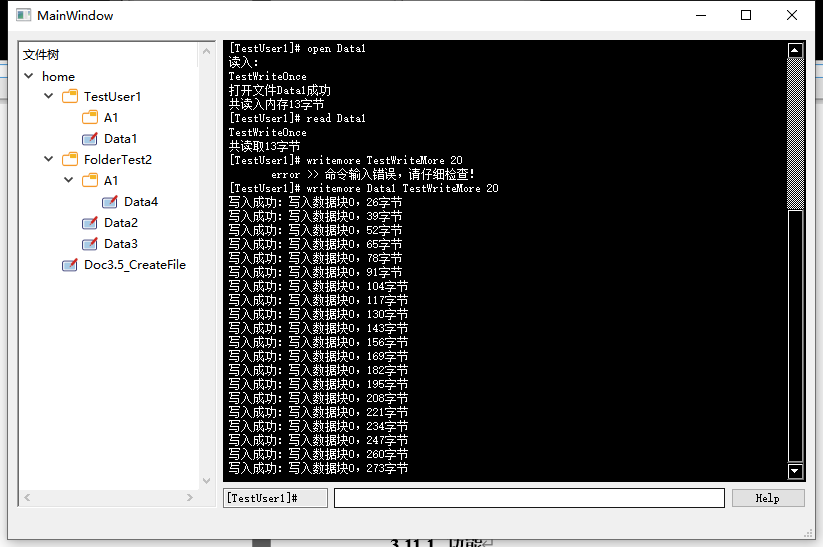 MainWindow
文件树
home
TestUser1
A1
Data1
FolderTest2
A1
Data4
Data2
Data3
Doc3.5_CreateFile
[TestUser1]# open Data1
读入：
TestWriteOnce
打开文件Data1成功
共读入内存13字节
[TestUser1]# read Data1
TestWriteOnce
共读取13字节
[TestUser1]# writemore TestWriteMore 20
error >> 命令输入错误，请仔细检查！
[TestUser1]# writemore Data1 TestWriteMore 20
写入成功：写入数据块0，26字节
写入成功：写入数据块0，39字节
写入成功：写入数据块0，52字节
写入成功：写入数据块0，65字节
写入成功：写入数据块0，78字节
写入成功：写入数据块0，91字节
写入成功：写入数据块0，104字节
写入成功：写入数据块0，117字节
写入成功：写入数据块0，130字节
写入成功：写入数据块0，143字节
写入成功：写入数据块0，156字节
写入成功：写入数据块0，169字节
写入成功：写入数据块0，182字节
写入成功：写入数据块0，195字节
写入成功：写入数据块0，208字节
写入成功：写入数据块0，221字节
写入成功：写入数据块0，234字节
写入成功：写入数据块0，247字节
写入成功：写入数据块0，260字节
写入成功：写入数据块0，273字节
[TestUser1]#
Help
3.11.1 功能